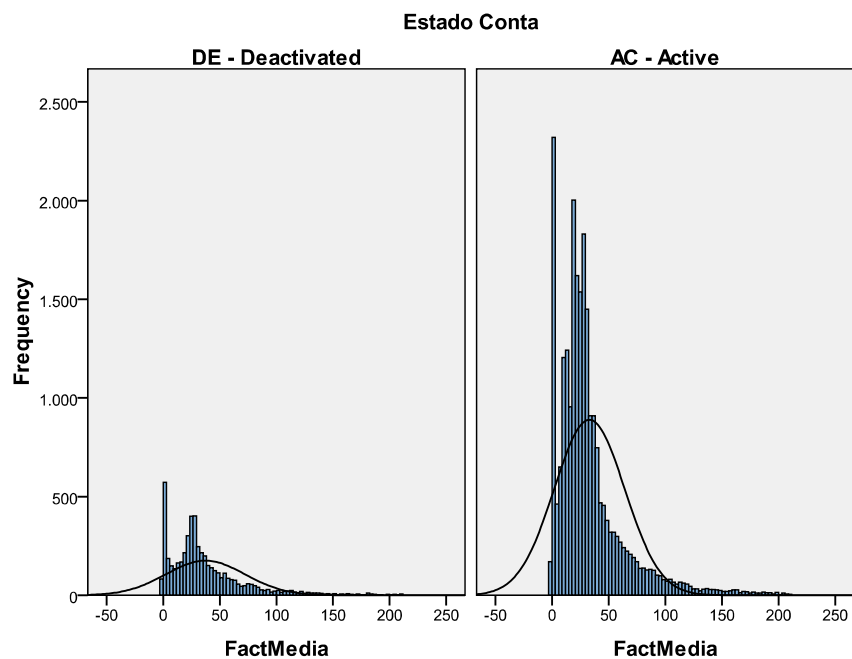 Estado Conta
DE - Deactivated
AC - Active
Frequency
2.500
2.000
1.500
1.000
500
0
-50 0 50 100 150 200 250
-50 0 50 100 150 200 250
FactMedia
FactMedia